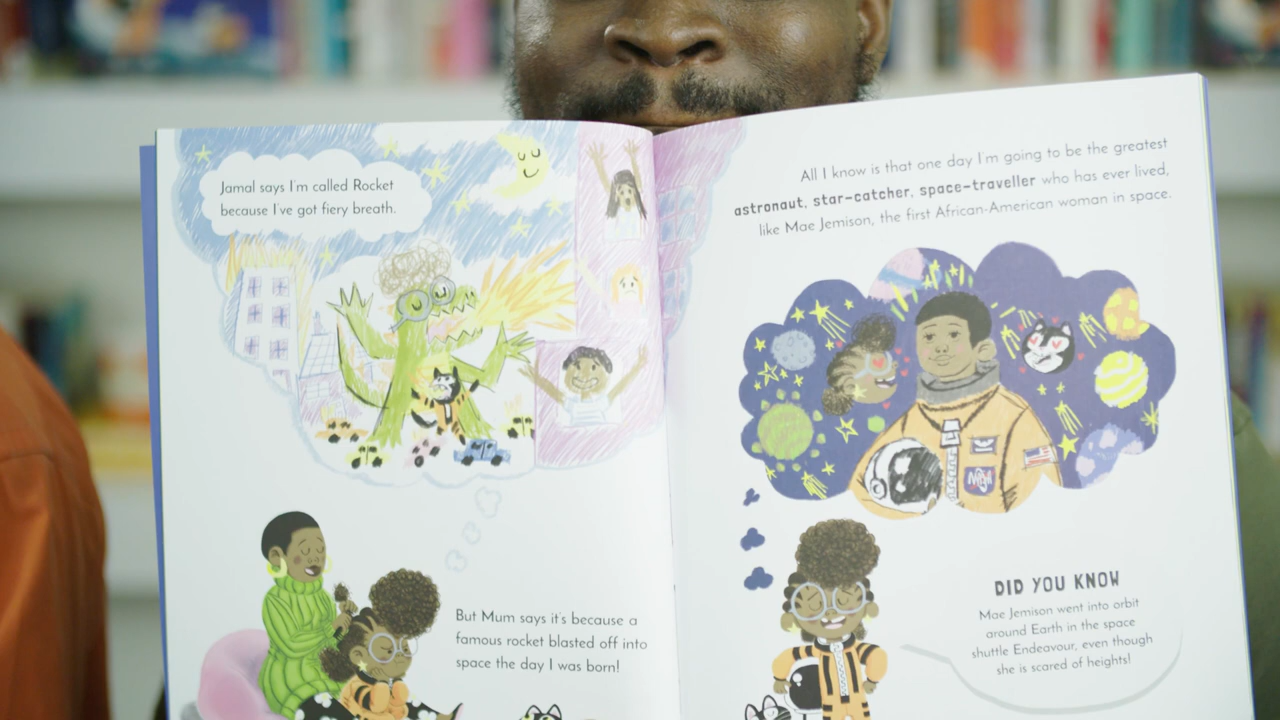 Jamal says I'm called Rocket
because I've got fiery breath.
But Mum says it's because a
famous rocket blasted off into
space the day I was born!
All I know is that one day I'm going to be the greatest
astronaut, star-catcher, space-traveller who has ever lived,
like Mae Jemison, the first African-American woman in space.
NASA
DID YOU KNOW
Mae Jemison went into orbit
around Earth in the space
shuttle Endeavour, even though
she is scared of heights!